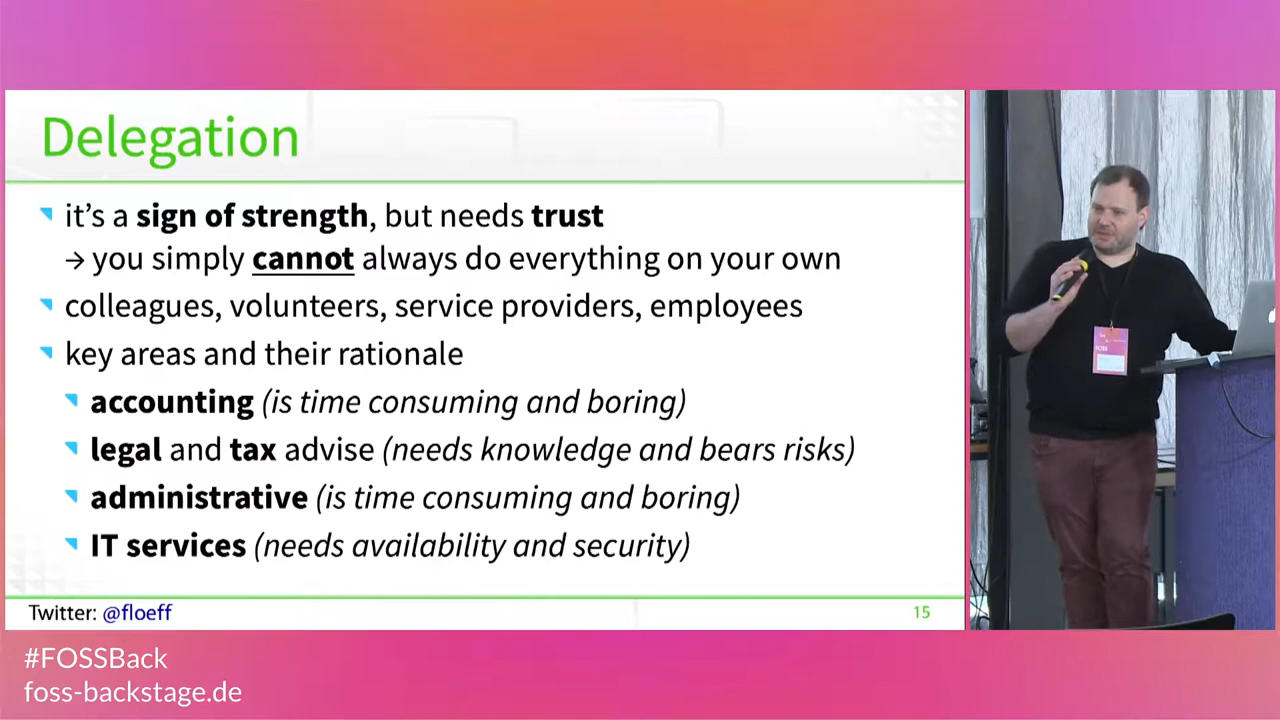 Delegation
it's a sign of strength, but needs trust
→ you simply cannot always do everything on your own
colleagues, volunteers, service providers, employees
key areas and their rationale
accounting (is time consuming and boring)
legal and tax advise (needs knowledge and bears risks)
administrative (is time consuming and boring)
IT services (needs availability and security)
Twitter: @floeff
15
FOSS
#FOSSBack
foss-backstage.de